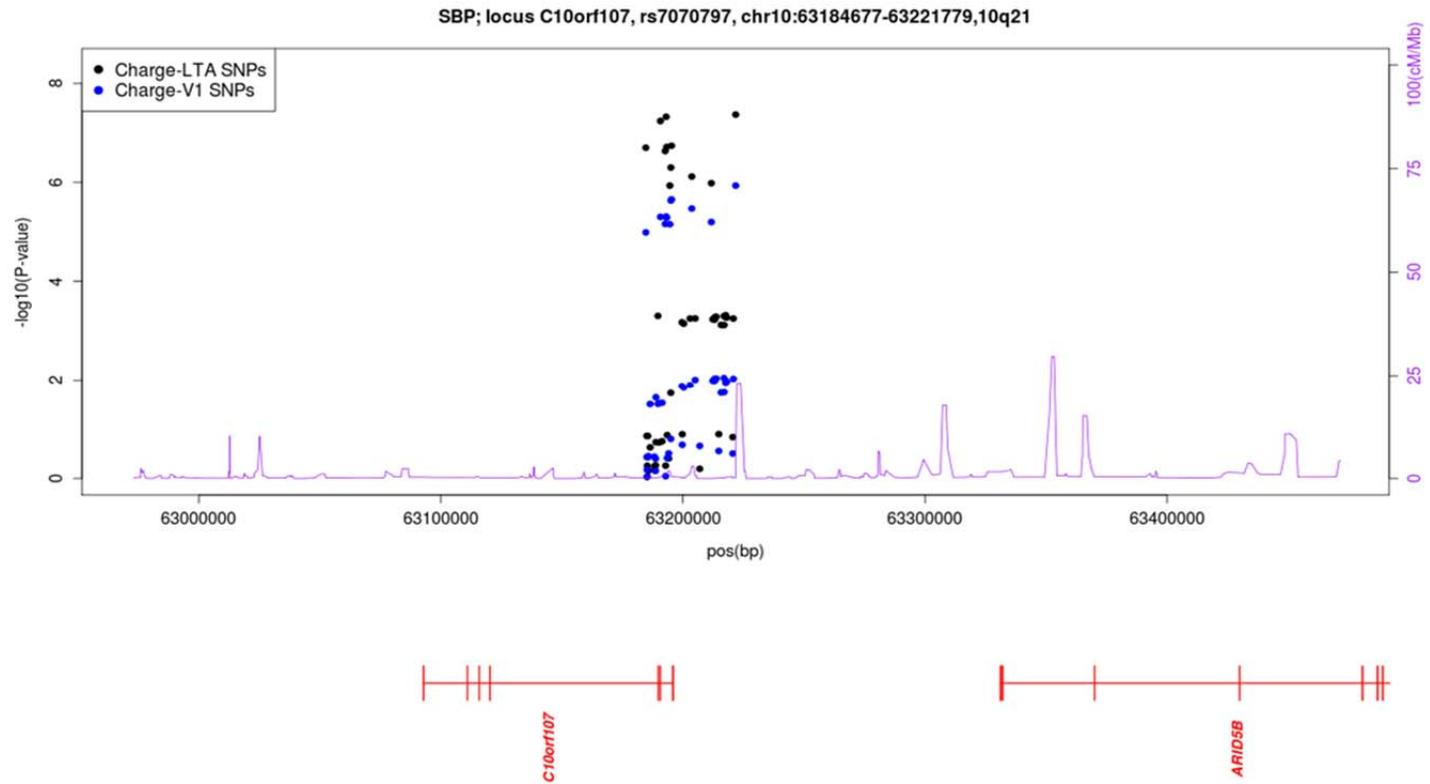 SBP; locus C10orf107, rs7070797, chr10:63184677-63221779,10q21
Charge-LTA SNPs
Charge-V1 SNPs
-log10(P-value)
8
6
4
2
0
100(cM/Mb)
75
50
25
0
63000000 63100000 63200000 63300000 63400000
pos(bp)
C10orf107
ARID5B